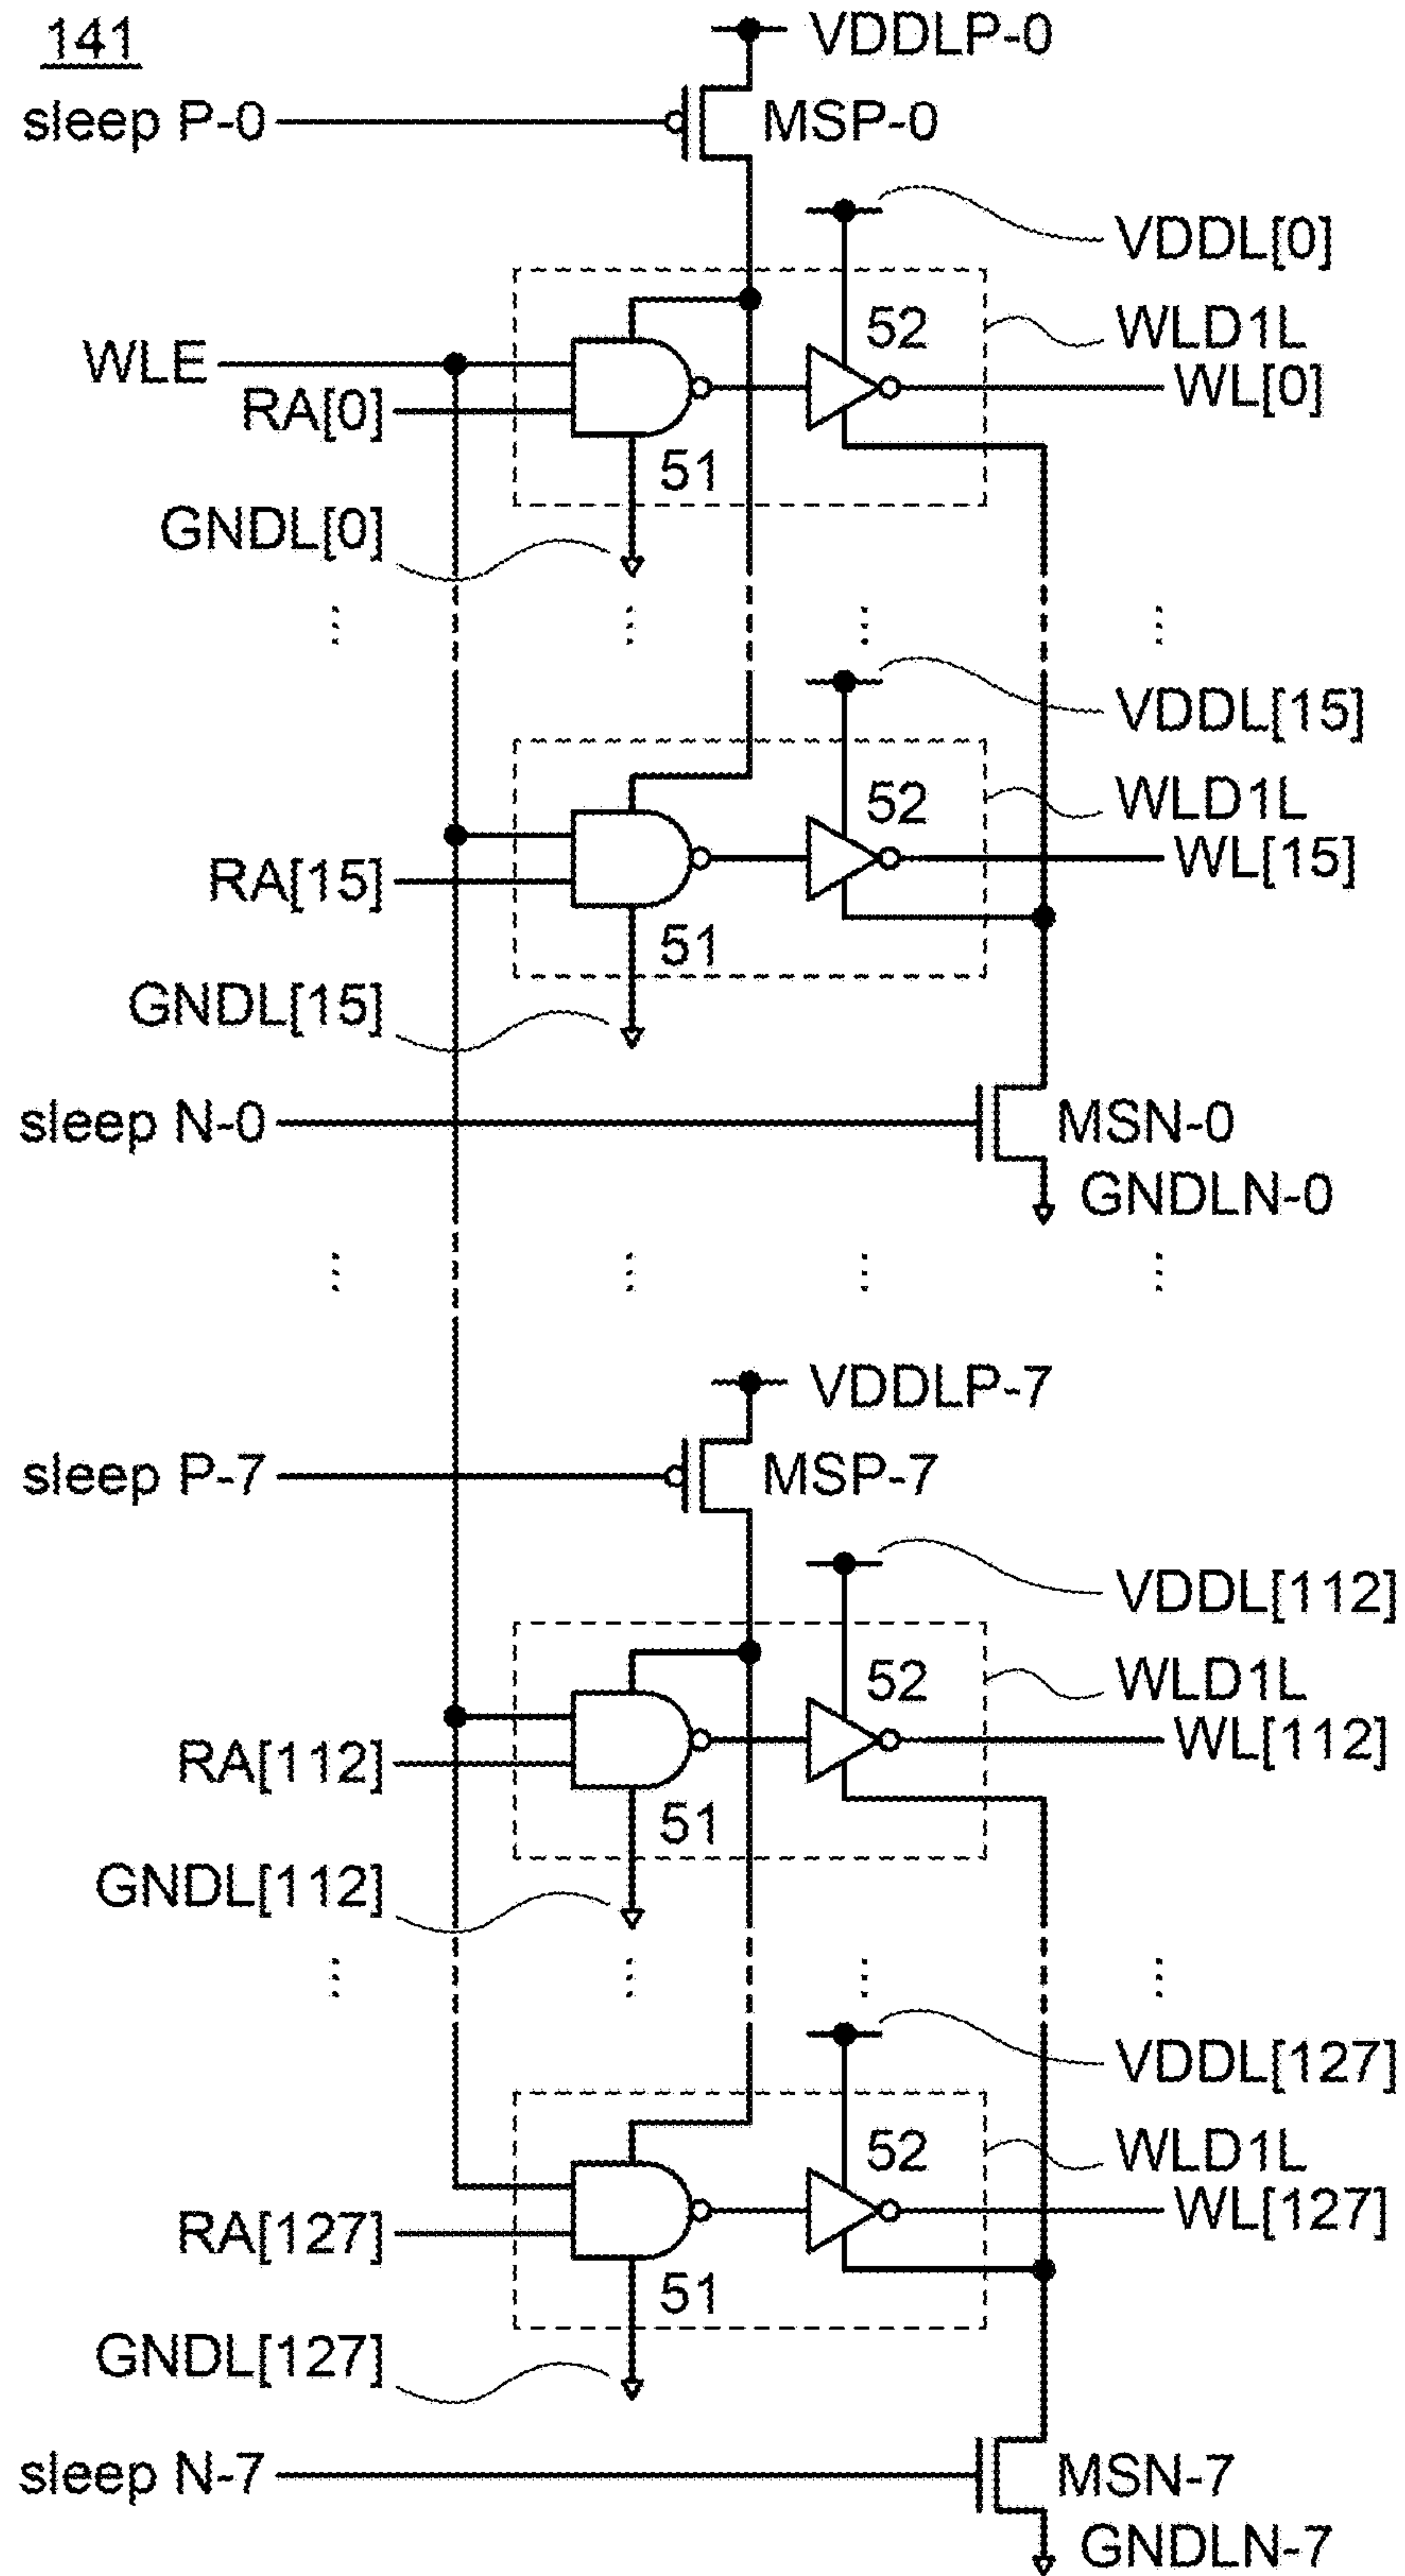 141
VDDLP-0
sleep P-0
MSP-0
VDDL[0]
52
WLD1L
WLE
WL[0]
RA[0]
51
GNDL[0]
VDDL[15]
52
WLD1L
WL[15]
RA[15]
51
GNDL[15]
sleep N-0
MSN-0
GNDLN-0
VDDLP-7
sleep P-7
MSP-7
VDDL[112]
52
WLD1L
WL[112]
RA[112]
51
GNDL[112]
VDDL[127]
52
WLD1L
WL[127]
RA[127]
51
GNDL[127]
sleep N-7
MSN-7
GNDLN-7